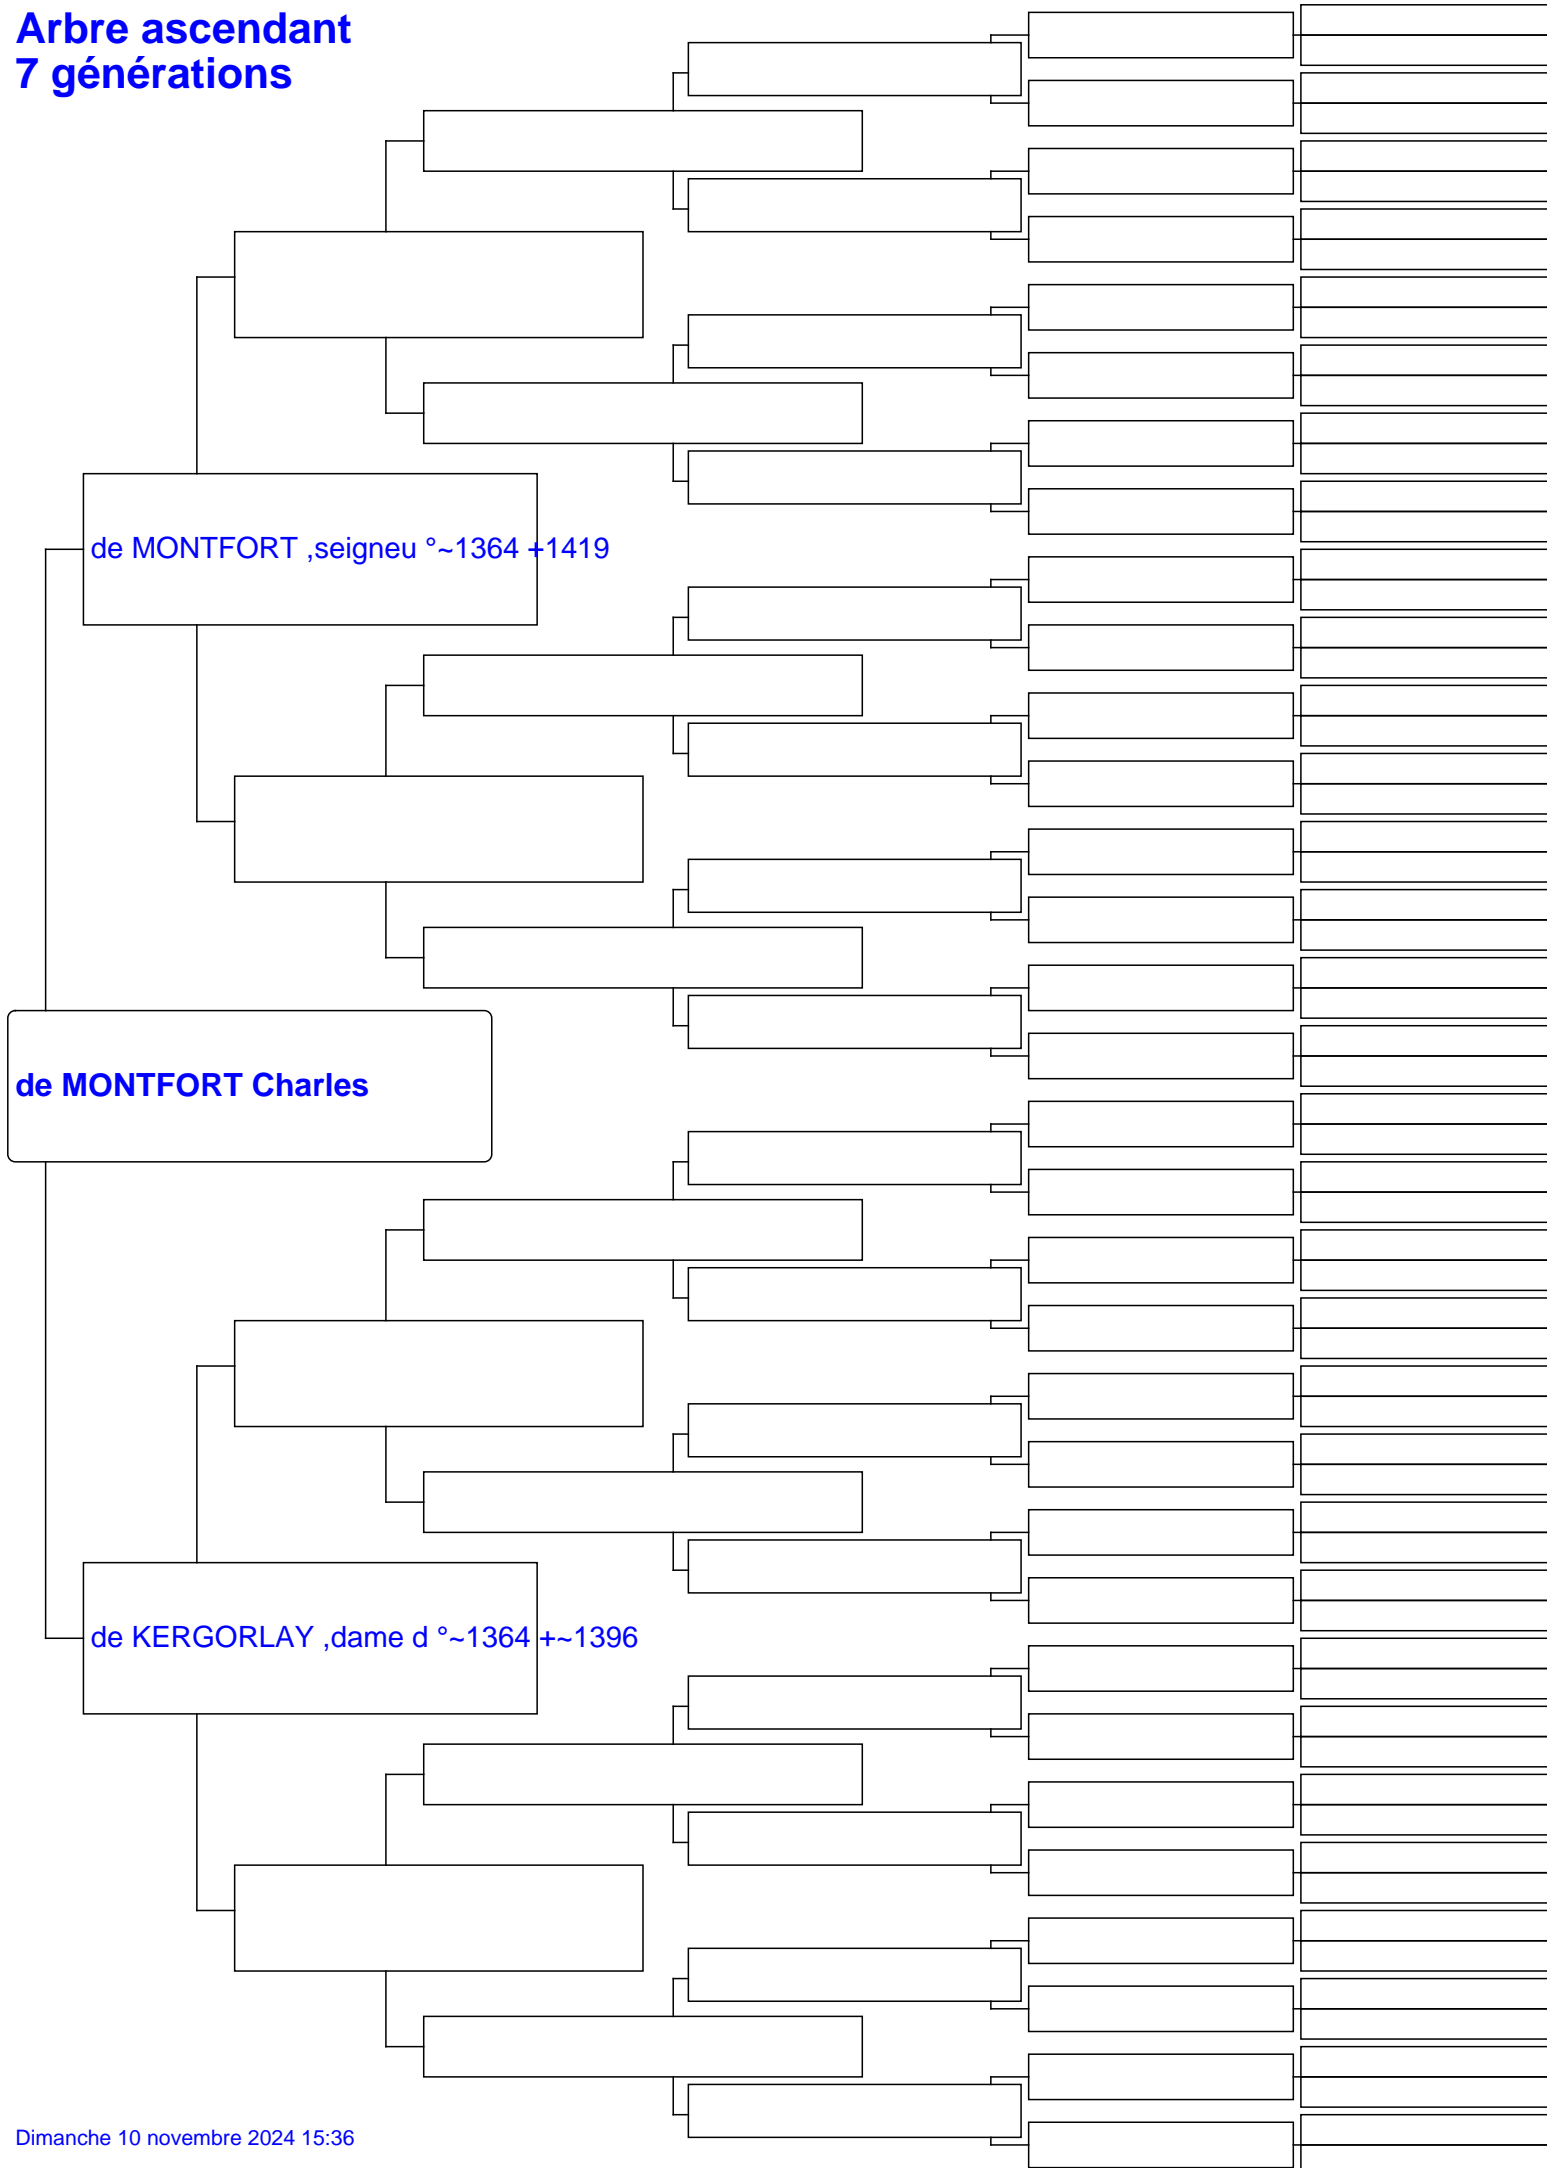 Arbre ascendant
7 générations
de MONTFORT ,seigneu °~1364 +1419
de MONTFORT Charles
de KERGORLAY ,dame d °~1364 +~1396
Dimanche 10 novembre 2024 15:36